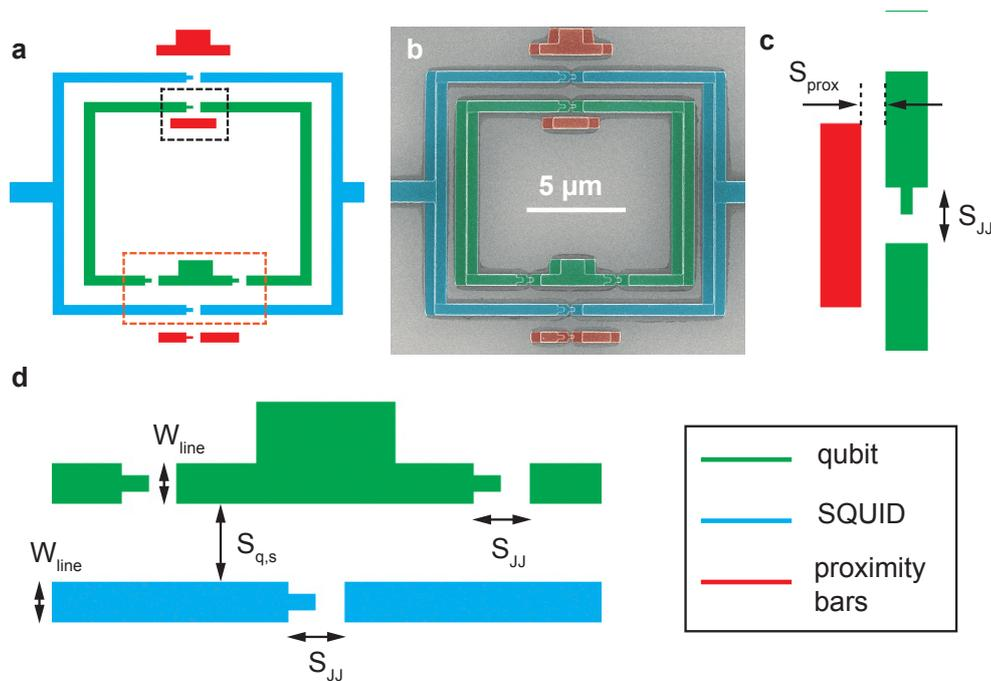 a
b
c
S_prox
5 µm
S_JJ
d
W_line
S_q,s
S_JJ
W_line
S_JJ
qubit
SQUID
proximity
bars